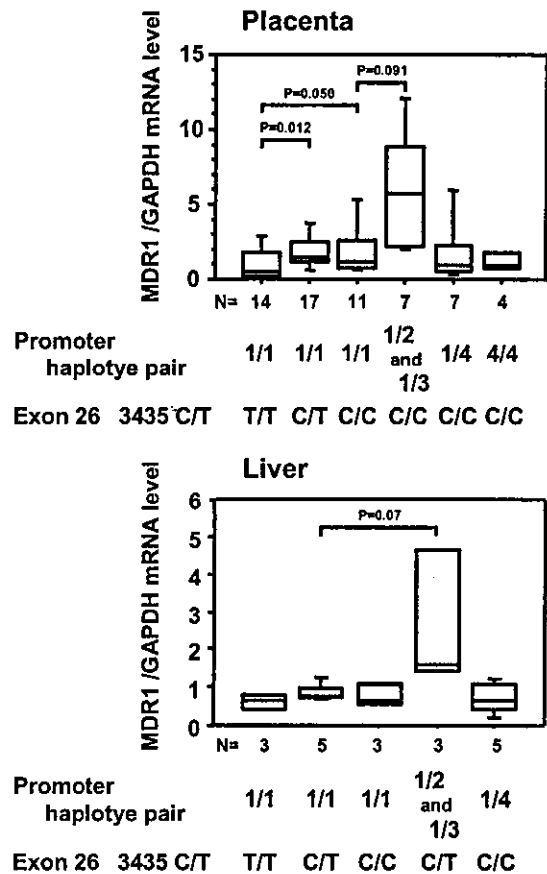 Placenta
MDR1 /GAPDH mRNA level
15
10
5
0
P=0.012
P=0.050
P=0.091
N= 14 17 11 7 7 4
Promoter haplotye pair 1/1 1/1 1/1 1/2 and 1/3 1/4 4/4
Exon 26 3435 C/T T/T C/T C/C C/C C/C C/C
Liver
MDR1 /GAPDH mRNA level
6
5
4
3
2
1
0
P=0.07
N= 3 5 3 3 5
Promoter haplotye pair 1/1 1/1 1/1 1/2 and 1/3 1/4
Exon 26 3435 C/T T/T C/T C/C C/T C/C